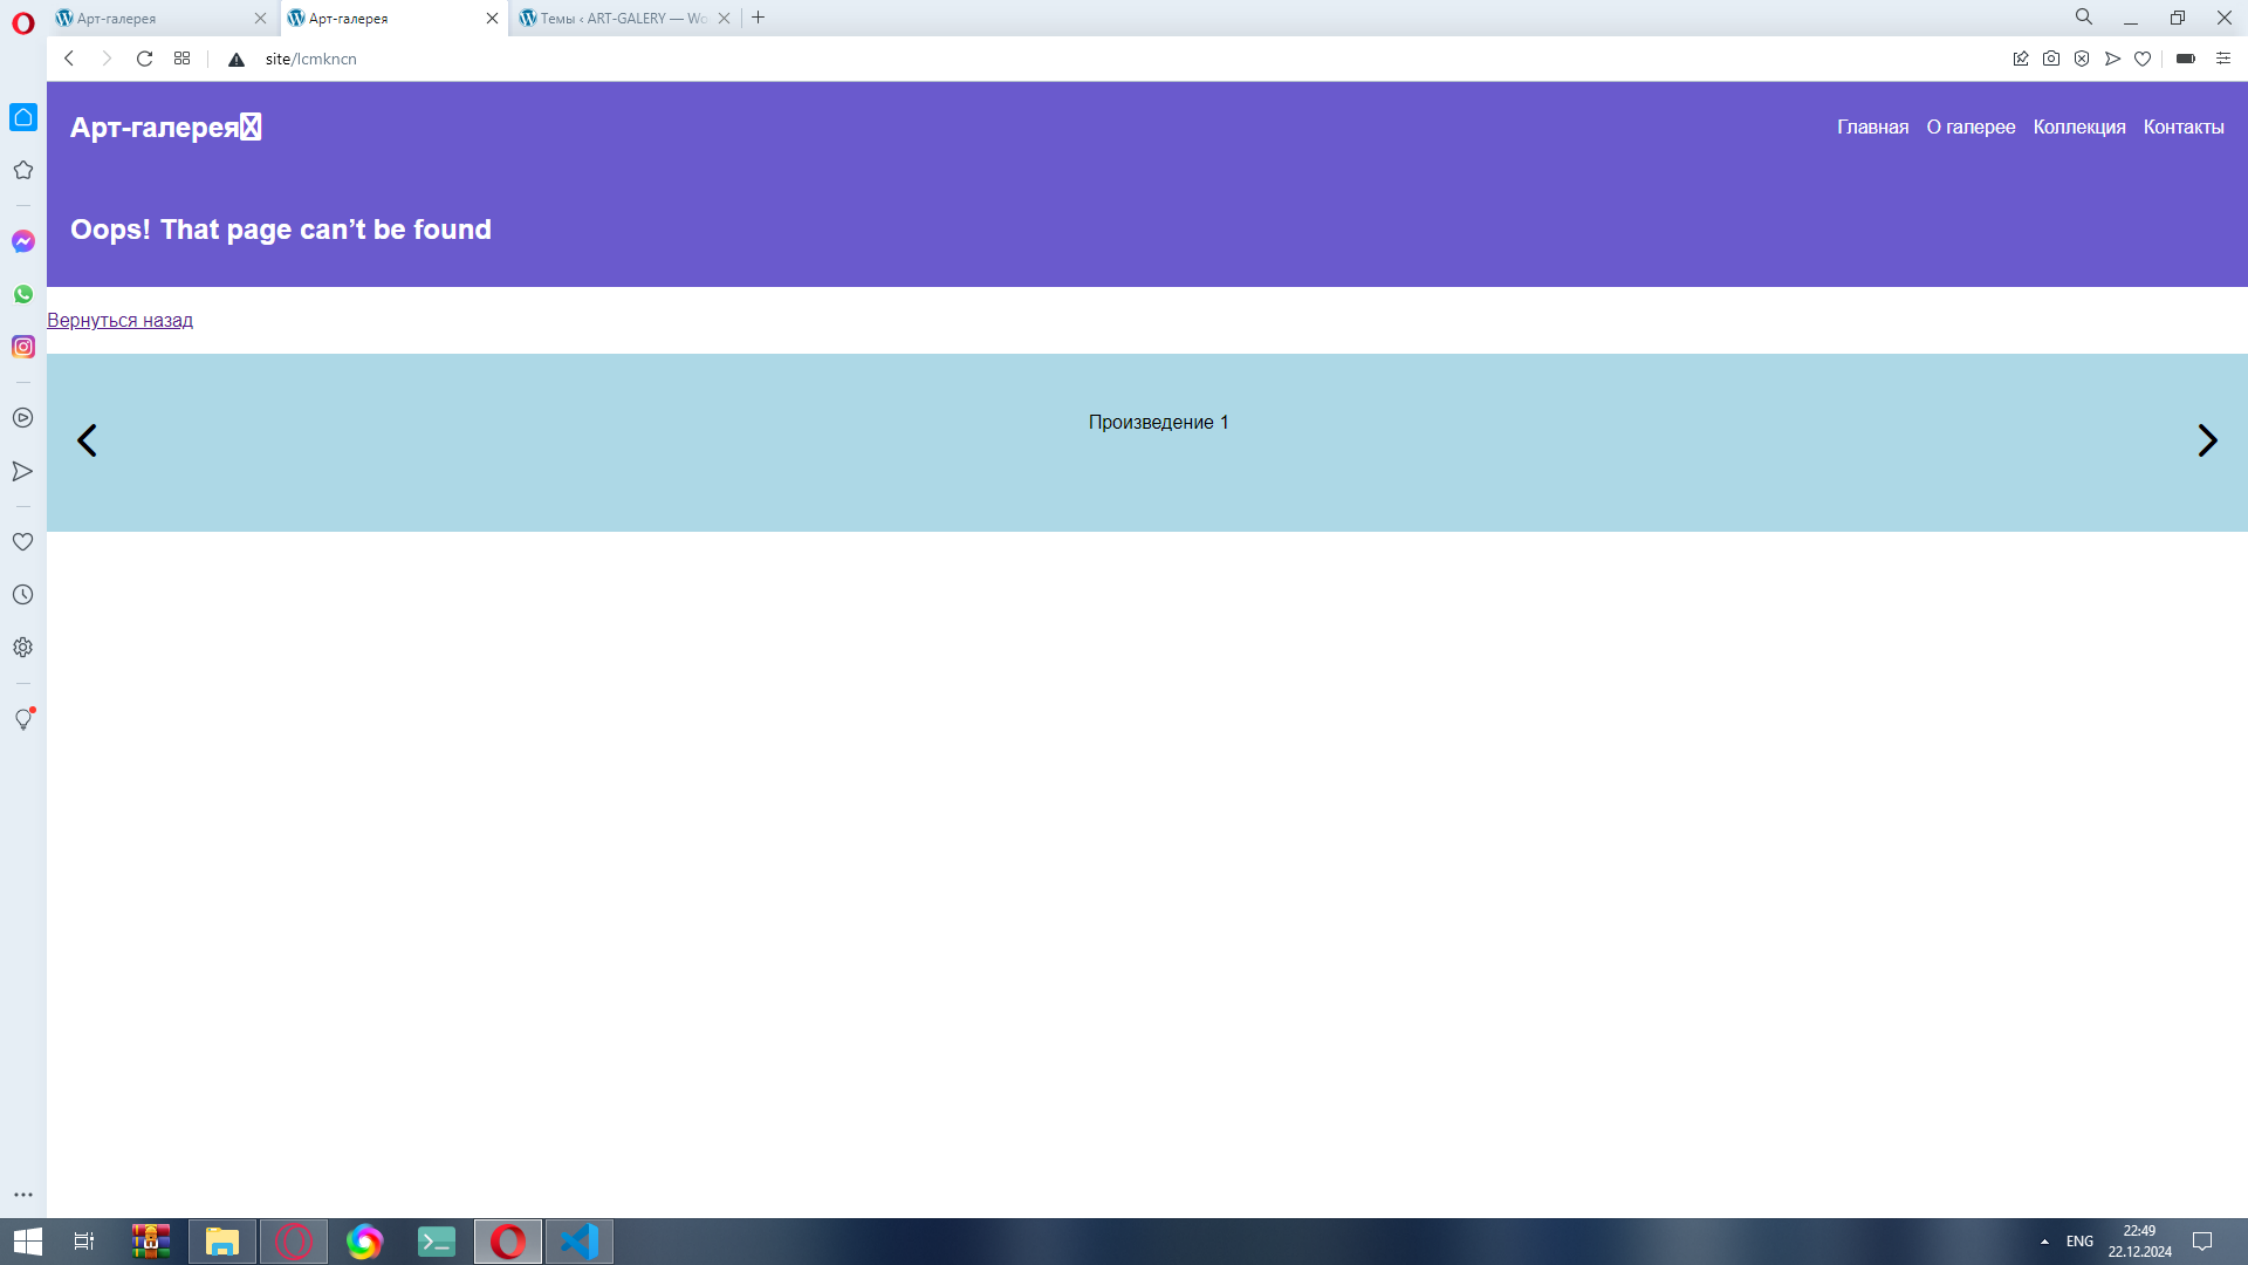 Арт-галерея
Арт-галерея
Темы ‹ ART-GALERY — Wo
site/lcmkncn
Арт-галерея
Главная О галерее Коллекция Контакты
Oops! That page can’t be found
Вернуться назад
Произведение 1
ENG
22:49
22.12.2024